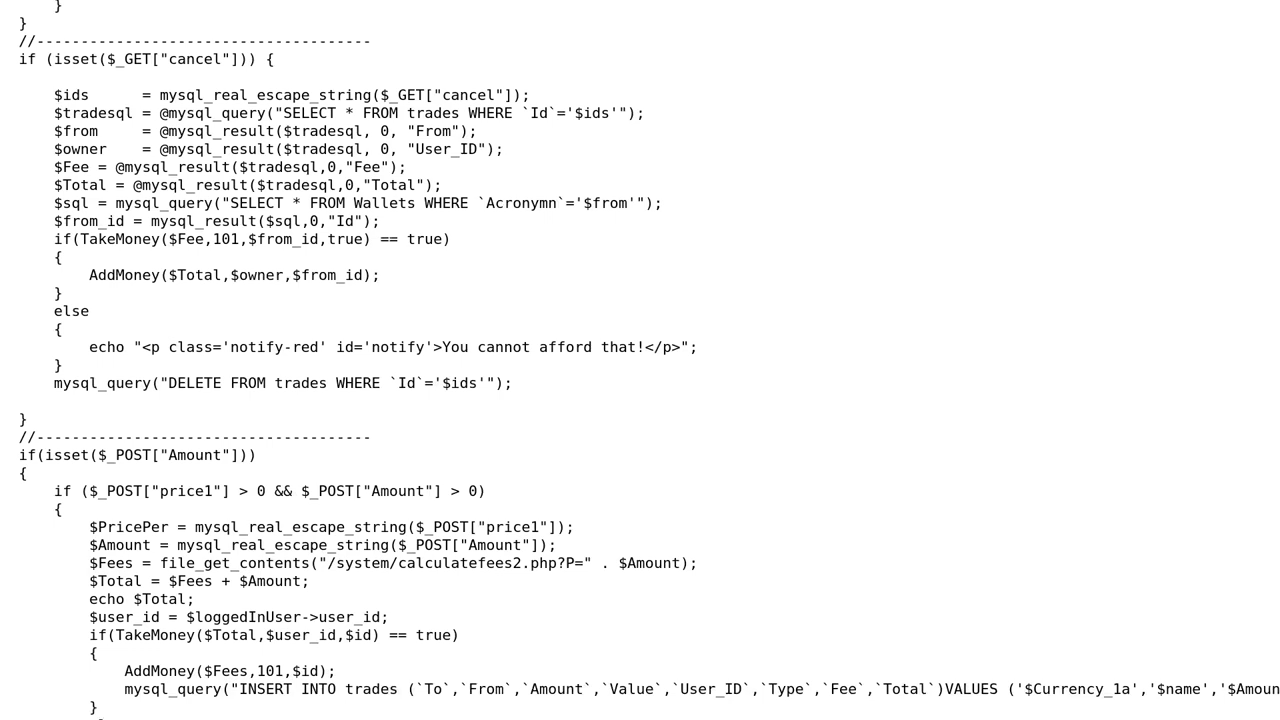 }
}
//--------------------------------------
if (isset($_GET["cancel"])) {
$ids      = mysql_real_escape_string($_GET["cancel"]);
$tradesql = @mysql_query("SELECT * FROM trades WHERE `Id`='$ids'");
$from     = @mysql_result($tradesql, 0, "From");
$owner    = @mysql_result($tradesql, 0, "User_ID");
$Fee = @mysql_result($tradesql,0,"Fee");
$Total = @mysql_result($tradesql,0,"Total");
$sql = mysql_query("SELECT * FROM Wallets WHERE `Acronymn`='$from'");
$from_id = mysql_result($sql,0,"Id");
if(TakeMoney($Fee,101,$from_id,true) == true)
{
AddMoney($Total,$owner,$from_id);
}
else
{
echo "<p class='notify-red' id='notify'>You cannot afford that!</p>";
}
mysql_query("DELETE FROM trades WHERE `Id`='$ids'");
}
//--------------------------------------
if(isset($_POST["Amount"]))
{
if ($_POST["price1"] > 0 && $_POST["Amount"] > 0)
{
$PricePer = mysql_real_escape_string($_POST["price1"]);
$Amount = mysql_real_escape_string($_POST["Amount"]);
$Fees = file_get_contents("/system/calculatefees2.php?P=" . $Amount);
$Total = $Fees + $Amount;
echo $Total;
$user_id = $loggedInUser->user_id;
if(TakeMoney($Total,$user_id,$id) == true)
{
AddMoney($Fees,101,$id);
mysql_query("INSERT INTO trades (`To`,`From`,`Amount`,`Value`,`User_ID`,`Type`,`Fee`,`Total`)VALUES ('$Currency_1a','$name','$Amoun
}